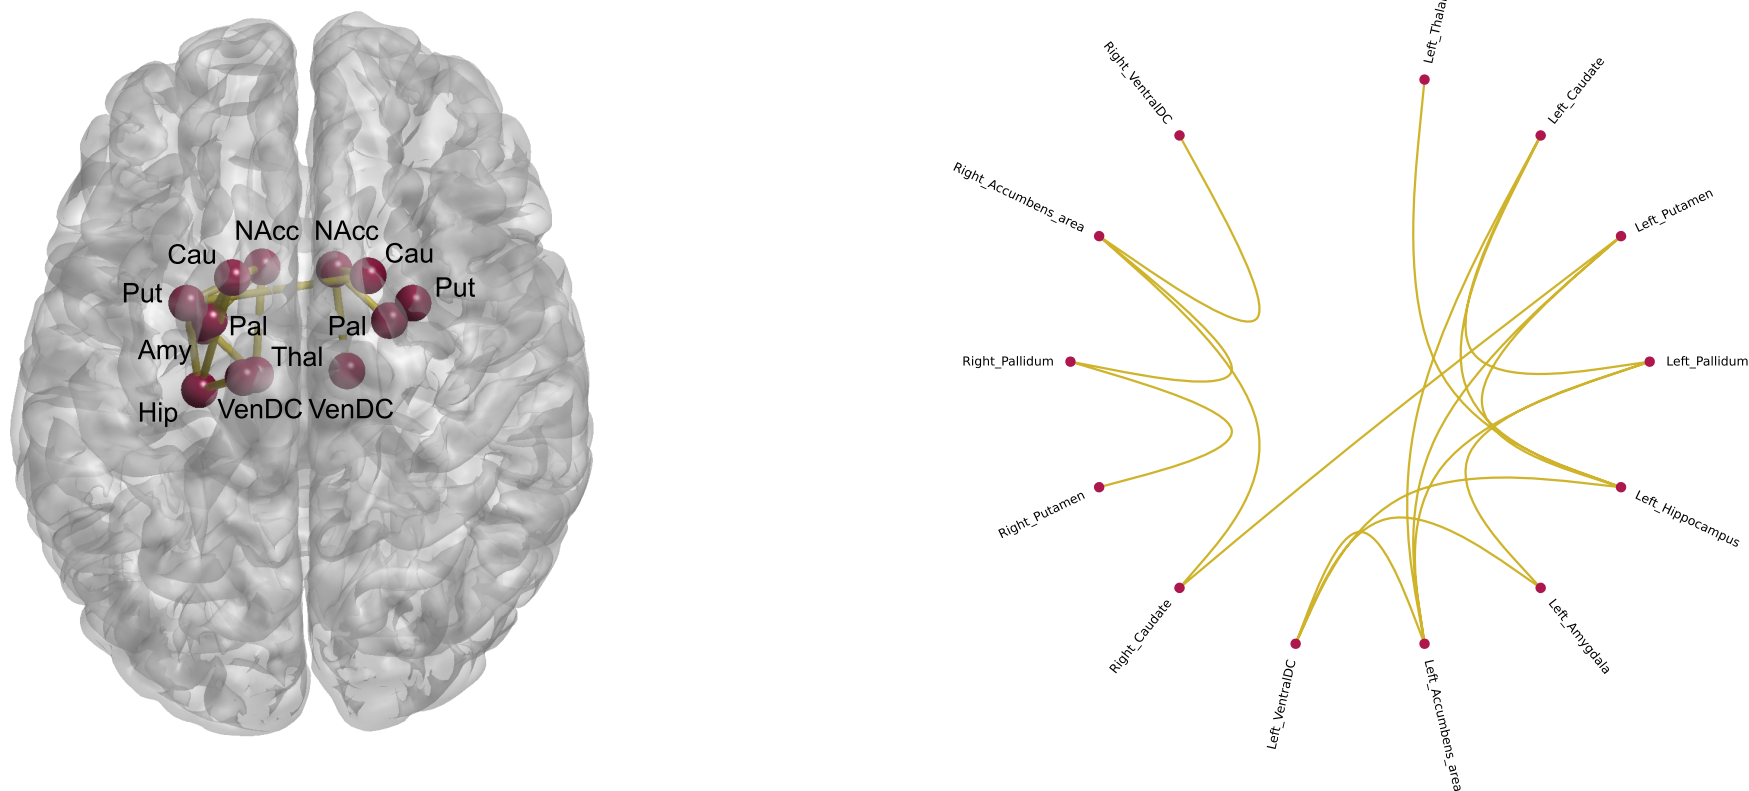 NAcc NAcc
Cau Cau
Put Put
Pal Pal
Amy Thal
Hip VenDC VenDC
Right_VentralDC
Left_Caudate
Right_Accumbens_area
Left_Putamen
Right_Pallidum
Left_Pallidum
Right_Putamen
Left_Hippocampus
Right_Caudate
Left_Amygdala
Left_VentralDC
Left_Accumbens_area